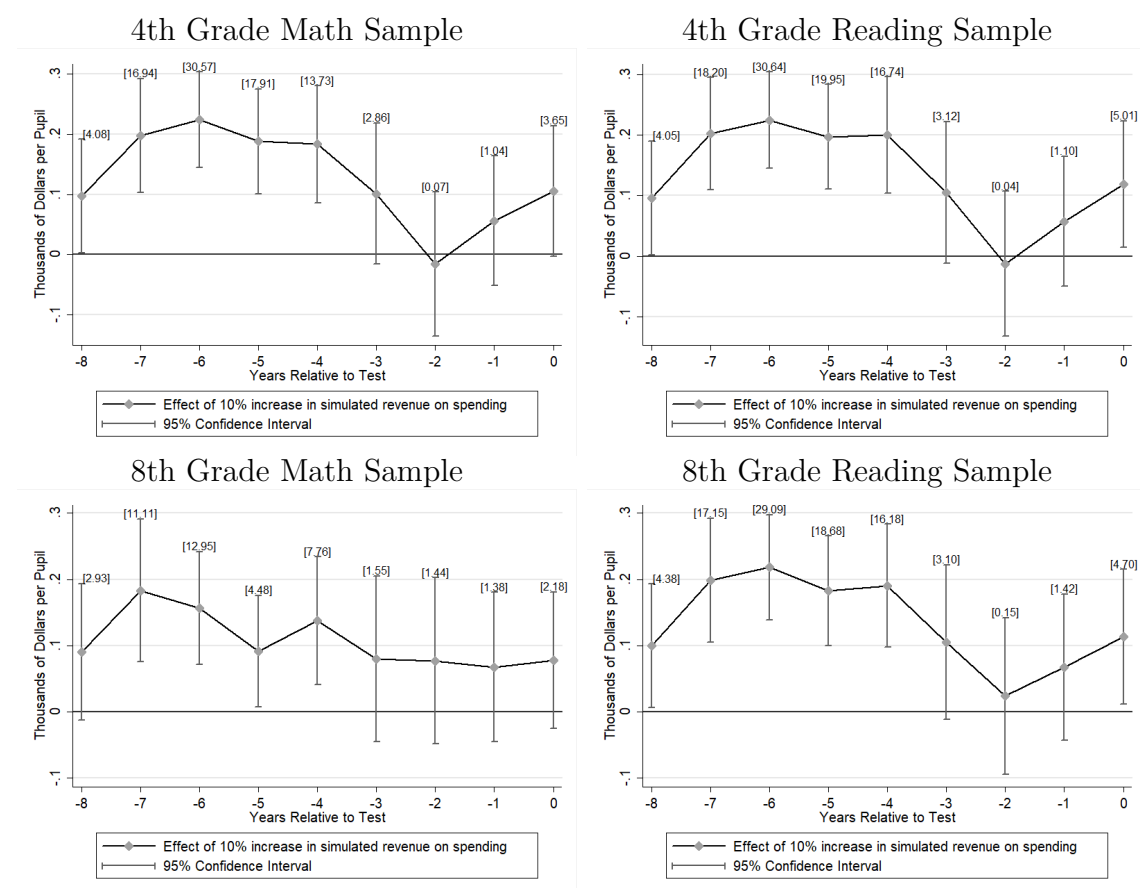 4th Grade Math Sample
Thousands of Dollars per Pupil
.3
.2
.1
0
-.1
[4.08]
[16.94]
[30.57]
[17.91]
[13.73]
[2.86]
[0.07]
[1.04]
[3.65]
-8 -7 -6 -5 -4 -3 -2 -1 0
Years Relative to Test
Effect of 10% increase in simulated revenue on spending
95% Confidence Interval
4th Grade Reading Sample
Thousands of Dollars per Pupil
.3
.2
.1
0
-.1
[4.05]
[18.20]
[30.64]
[19.95]
[16.74]
[3.12]
[0.04]
[1.10]
[5.01]
-8 -7 -6 -5 -4 -3 -2 -1 0
Years Relative to Test
Effect of 10% increase in simulated revenue on spending
95% Confidence Interval
8th Grade Math Sample
Thousands of Dollars per Pupil
.3
.2
.1
0
-.1
[2.93]
[11.11]
[12.95]
[4.48]
[7.76]
[1.55]
[1.44]
[1.38]
[2.18]
-8 -7 -6 -5 -4 -3 -2 -1 0
Years Relative to Test
Effect of 10% increase in simulated revenue on spending
95% Confidence Interval
8th Grade Reading Sample
Thousands of Dollars per Pupil
.3
.2
.1
0
-.1
[4.38]
[17.15]
[29.09]
[18.68]
[16.18]
[3.10]
[0.15]
[1.42]
[4.70]
-8 -7 -6 -5 -4 -3 -2 -1 0
Years Relative to Test
Effect of 10% increase in simulated revenue on spending
95% Confidence Interval